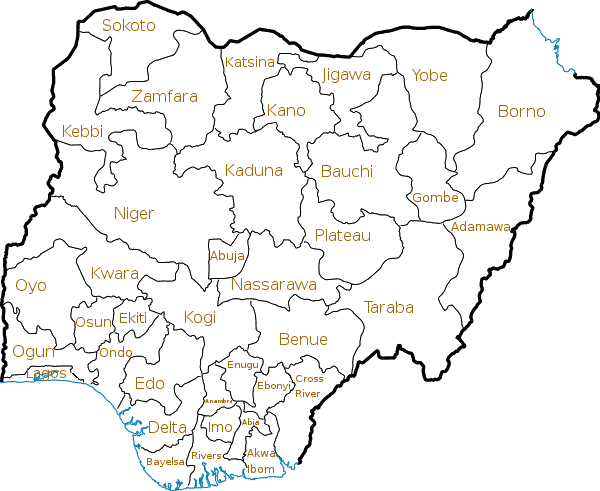 Sokoto
Katsina
Jigawa
Yobe
Zamfara
Kano
Borno
Kebbi
Kaduna
Bauchi
Gombe
Niger
Adamawa
Plateau
Abuja
Kwara
Oyo
Nassarawa
Taraba
Osun
Ekiti
Kogi
Benue
Ogun
Ondo
Lagos
Enugu
Edo
Ebonyi
Cross
River
Anambra
Delta
Imo
Abia
Bayelsa
Rivers
Akwa
Ibom